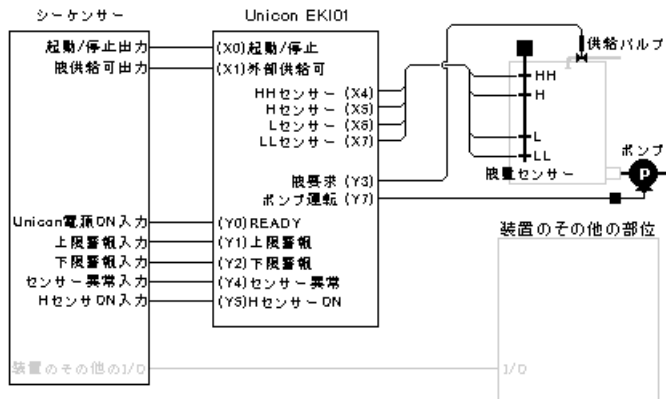 シーケンサー
Unicon EKI01
起動/停止出力
(X0)起動/停止
液供給可出力
(X1)外部供給可
HHセンサー (X4)
Hセンサー (X5)
Lセンサー (X6)
LLセンサー (X7)
液要求 (Y3)
ポンプ運転 (Y7)
Unicon電源ON入力
(Y0)READY
上限警報入力
(Y1)上限警報
下限警報入力
(Y2)下限警報
センサー異常入力
(Y4)センサー異常
HセンサON入力
(Y5)HセンサーON
装置のその他のI/O
供給バルブ
HH
H
L
LL
液量センサー
ポンプ
P
装置のその他の部位
I/O